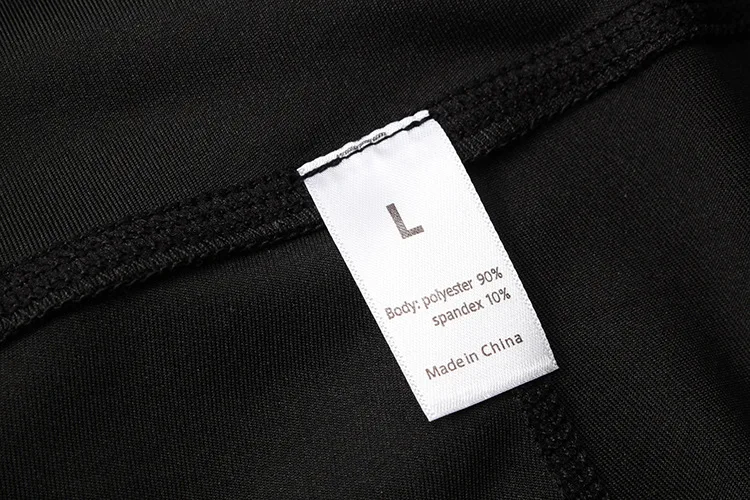 L
Body: polyester 90%
spandex 10%
Made in China